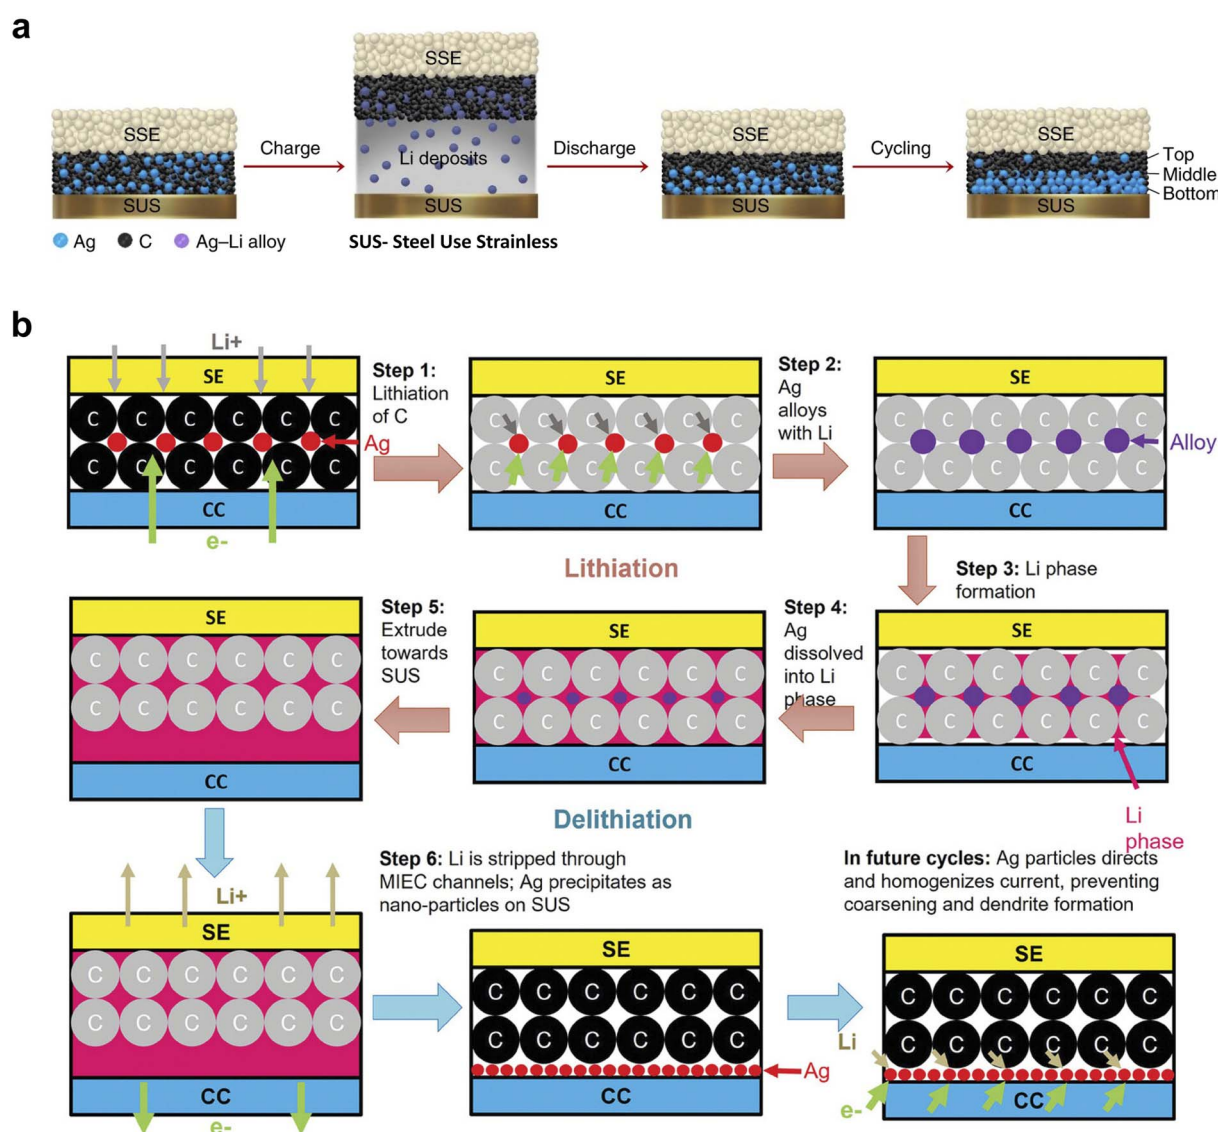 a
SSE
SUS
Charge
SSE
Li deposits
SUS
Discharge
SSE
SUS
Cycling
SSE
SUS
Top
Middle
Bottom
Ag
C
Ag–Li alloy
SUS- Steel Use Strainless
b
Li+
SE
C C C C C C
Ag
C C C C C C
CC
e-
Step 1:
Lithiation
of C
SE
C C C C C C
C C C C C C
CC
Step 2:
Ag
alloys
with Li
SE
C C C C C C
Alloy
C C C C C C
CC
Lithiation
Step 3: Li phase
formation
SE
C C C C C C
C C C C C C
CC
Li
phase
Step 4:
Ag
dissolved
into Li
phase
SE
C C C C C C
C C C C C C
CC
Step 5:
Extrude
towards
SUS
SE
C C C C C C
C C C C C C
CC
Delithiation
Li+
SE
C C C C C C
C C C C C C
CC
e-
Step 6: Li is stripped through
MIEC channels; Ag precipitates as
nano-particles on SUS
SE
C C C C C C
C C C C C C
Ag
CC
In future cycles: Ag particles directs
and homogenizes current, preventing
coarsening and dendrite formation
SE
C C C C C C
C C C C C C
Li
e-
CC